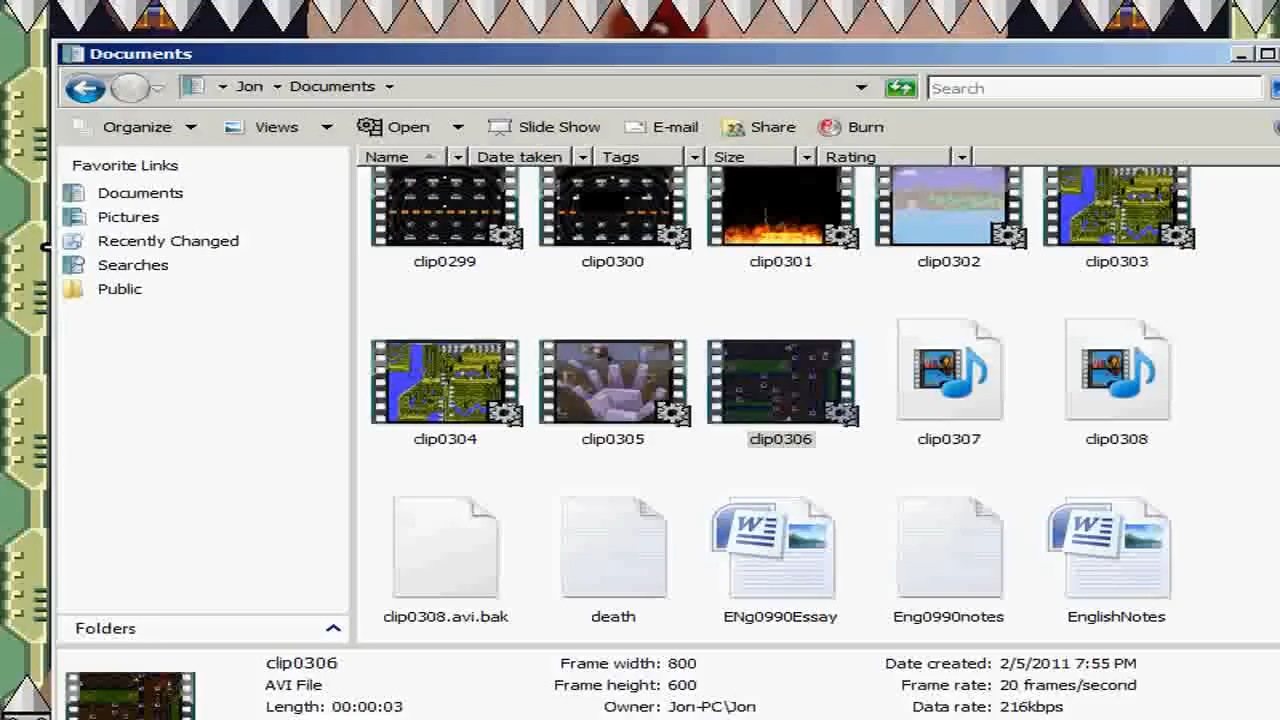 Documents
Jon Documents
Search
Organize Views Open Slide Show E-mail Share Burn
Favorite Links
Name Date taken Tags Size Rating
Documents
Pictures
Recently Changed
Searches
Public
clip0299 clip0300 clip0301 clip0302 clip0303
clip0304 clip0305 clip0306 clip0307 clip0308
clip0308.avi.bak death ENg0990Essay Eng0990notes EnglishNotes
Folders
clip0306 Frame width: 800 Date created: 2/5/2011 7:55 PM
AVI File Frame height: 600 Frame rate: 20 frames/second
Length: 00:00:03 Owner: Jon-PC\Jon Data rate: 216kbps